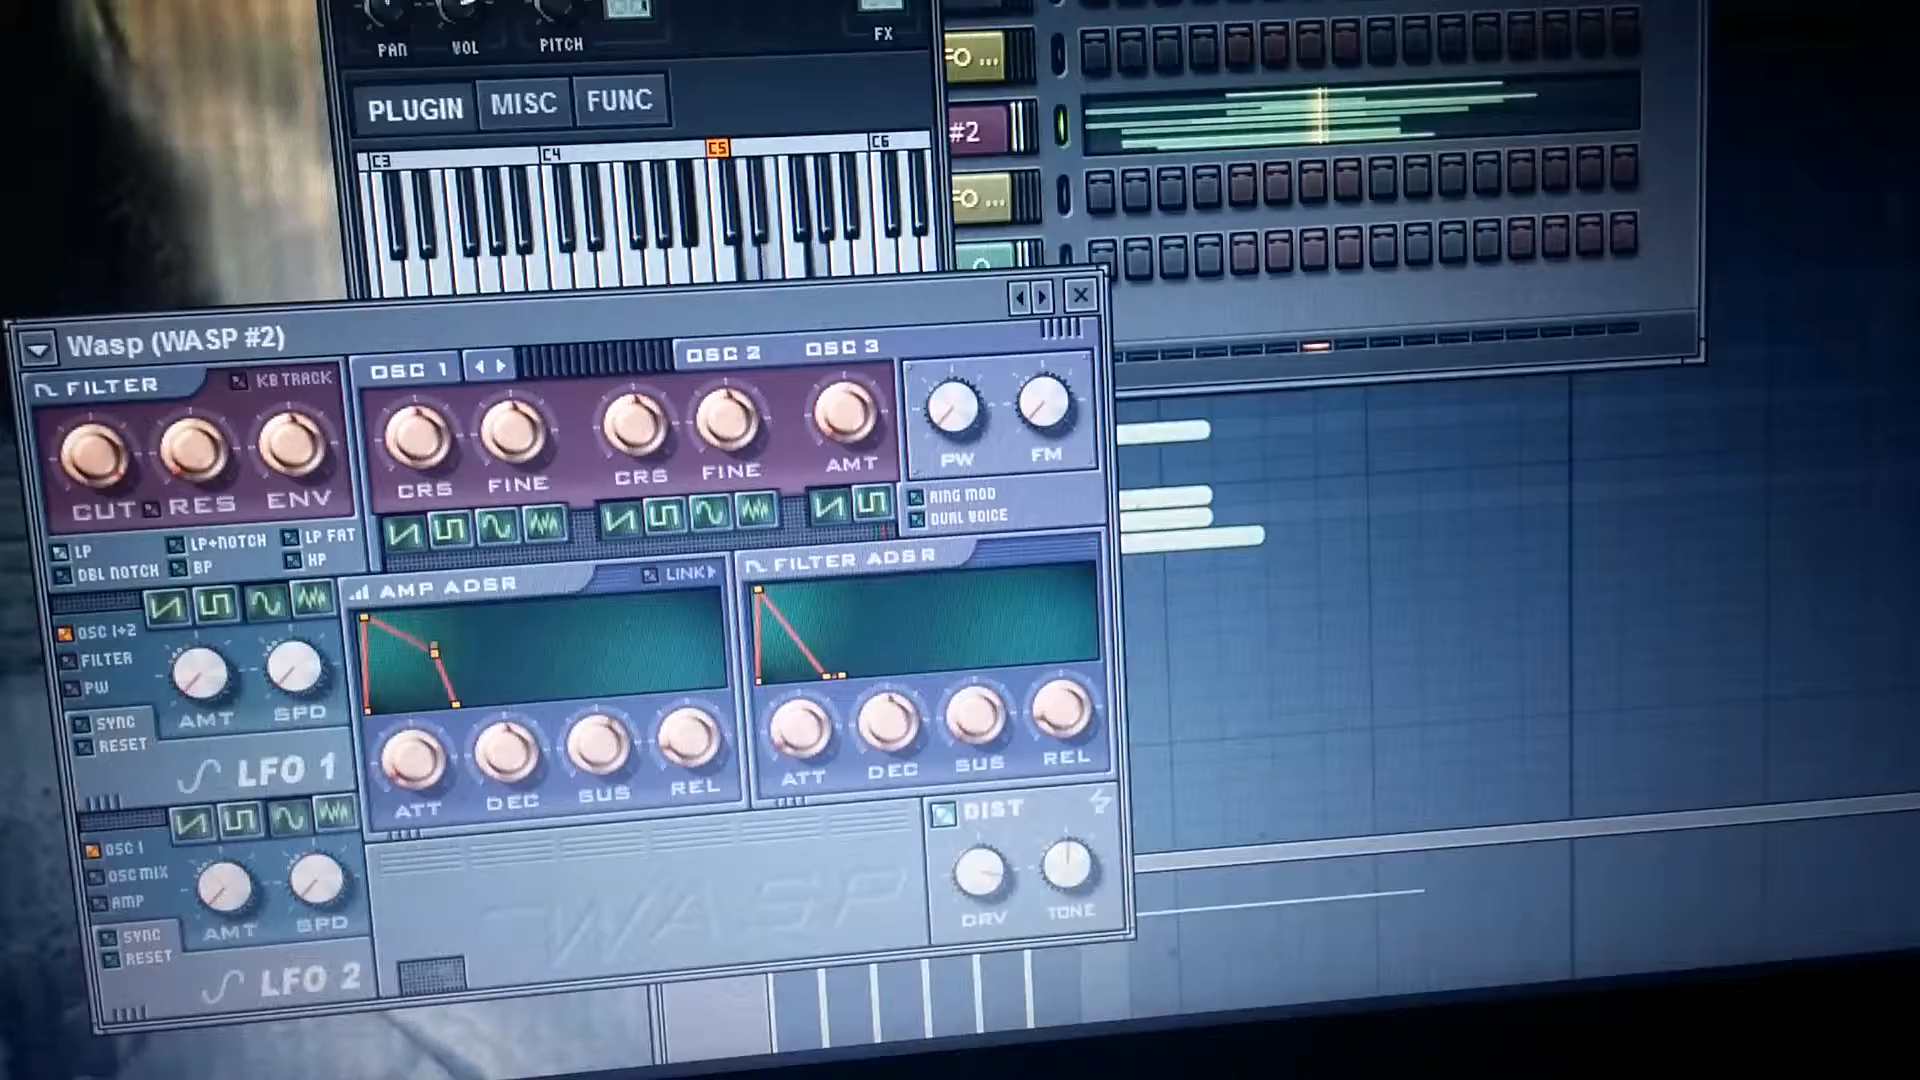 PAN VOL PITCH FX
PLUGIN MISC FUNC
C3 C4 C5 C6
FO ...
#2
FO ...
Wasp (WASP #2)
FILTER KB TRACK
CUT RES ENV
LP LP+NOTCH LP FAT
DBL NOTCH BP HP
OSC 1 OSC 2 OSC 3
CRS FINE CRS FINE AMT
PW FM
RING MOD
DUAL VOICE
OSC 1+2
FILTER
PW
AMT SPD
SYNC
RESET
LFO 1
AMP ADSR LINK
ATT DEC SUS REL
FILTER ADSR
ATT DEC SUS REL
OSC 1
OSC MIX
AMP
AMT SPD
SYNC
RESET
LFO 2
WASP
DIST
DRV TONE